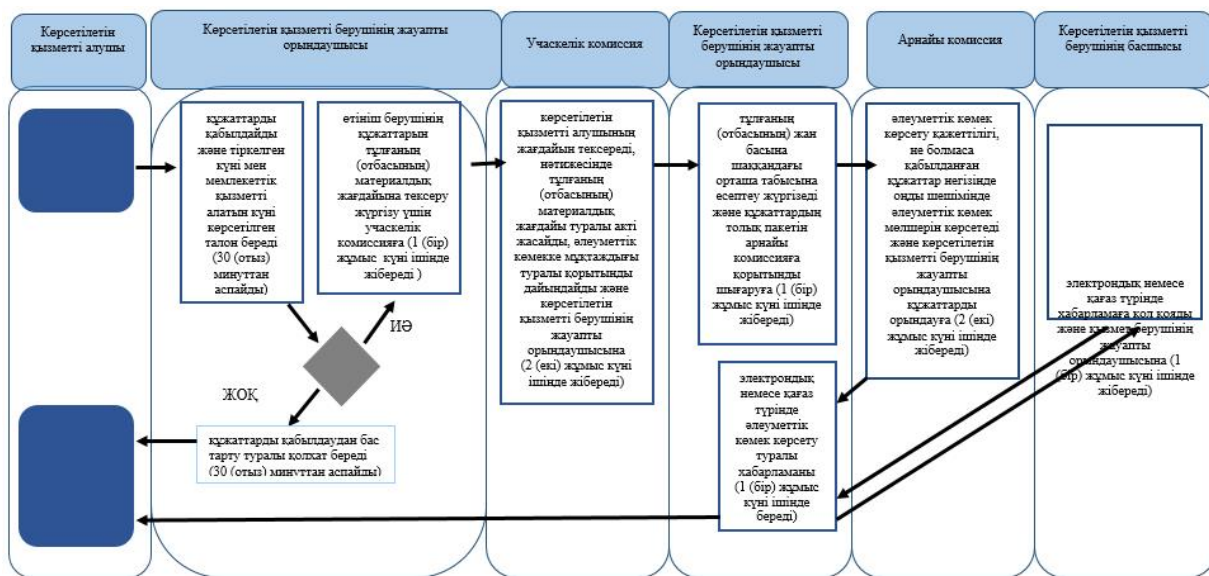 Көрсетілетін
қызметті алушы
Көрсетілетін қызметті берушінің жауапты
орындаушысы
Учаскелік комиссия
Көрсетілетін қызметті
берушінің жауапты
орындаушысы
Арнайы комиссия
Көрсетілетін қызметті
берушінің басшысы
құжаттарды
қабылдайды
және тіркелген
күні мен
мемлекеттік
қызметті
алатын күні
көрсетілген
талон береді
(30 (отыз)
минуттан
аспайды)
өтініш берушінің
құжаттарын
тұлғаның
(отбасының)
материалдық
жағдайына тексеру
жүргізу үшін
учаскелік
комиссияға (1 (бір)
жұмыс күні ішінде
жібереді )
көрсетілетін
қызметті алушының
жағдайын тексереді,
нәтижесінде
тұлғаның
(отбасының)
материалдық
жағдайы туралы акті
жасайды, әлеуметтік
көмекке мұқтаждығы
туралы қорытынды
дайындайды және
көрсетілетін
қызметті берушінің
жауапты
орындаушысына
(2 (екі) жұмыс күні
ішінде жібереді)
тұлғаның
(отбасының) жан
басына
шаққандағы
орташа табысына
есептеу жүргізеді
және құжаттардың
толық пакетін
арнайы
комиссияға
қорытынды
шығаруға (1 (бір)
жұмыс күні ішінде
жібереді)
әлеуметтік көмек
көрсету қажеттілігі,
не болмаса
қабылданған
құжаттар негізінде
оңды шешімінде
әлеуметтік көмек
мөлшерін көрсетеді
және көрсетілетін
қызметті берушінің
жауапты
орындаушысына
құжаттарды
орындауға (2 (екі)
жұмыс күні ішінде
жібереді)
электрондық немесе
қағаз түрінде
хабарламаға қол қояды
және қызмет берушінің
жауапты
орындаушысына (1
(бір) жұмыс күні ішінде
жібереді)
ИӘ
ЖОҚ
құжаттарды қабылдаудан бас
тарту туралы қолхат береді
(30 (отыз) минуттан аспайды)
электрондық
немесе қағаз
түрінде
әлеуметтік
көмек көрсету
туралы
хабарламаны
(1 (бір) жұмыс
күні ішінде
береді)